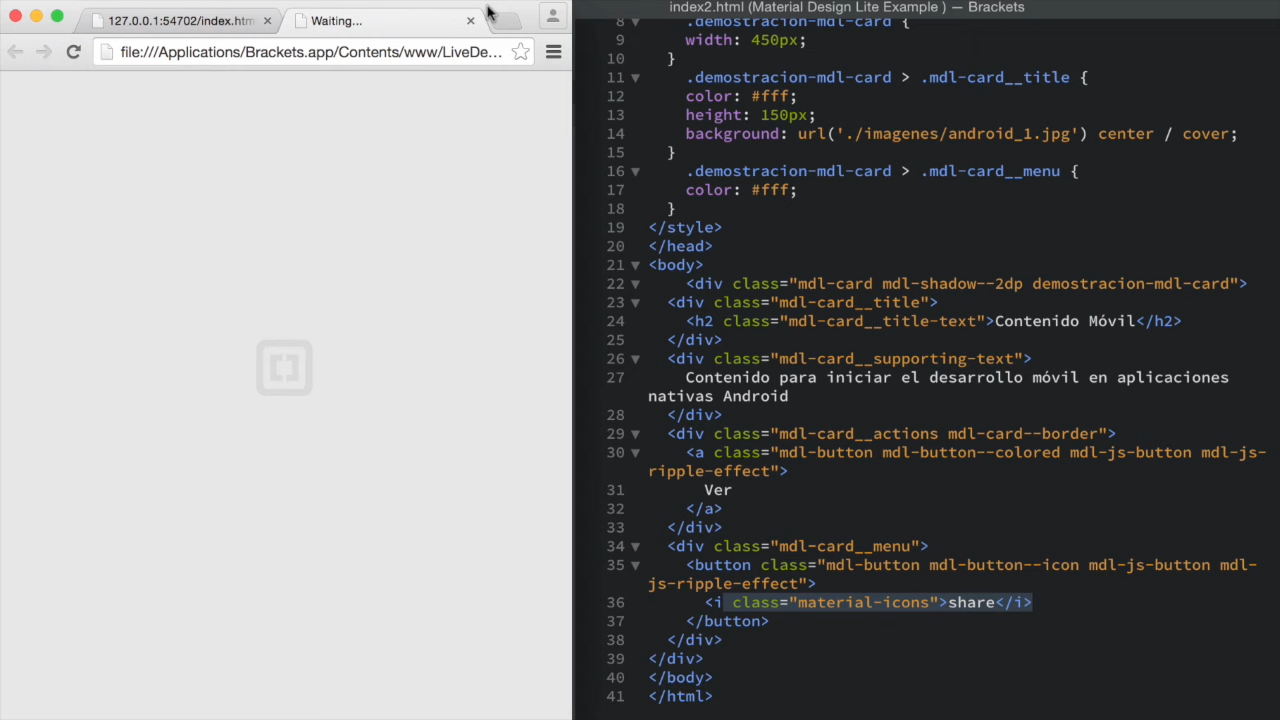 127.0.0.1:54702/index.htm
Waiting...
file:///Applications/Brackets.app/Contents/www/LiveDe...
index2.html (Material Design Lite Example ) — Brackets
8 .demostracion-mdl-card {
9 width: 450px;
10 }
11 .demostracion-mdl-card > .mdl-card__title {
12 color: #fff;
13 height: 150px;
14 background: url('./imagenes/android_1.jpg') center / cover;
15 }
16 .demostracion-mdl-card > .mdl-card__menu {
17 color: #fff;
18 }
19 </style>
20 </head>
21 <body>
22 <div class="mdl-card mdl-shadow--2dp demostracion-mdl-card">
23 <div class="mdl-card__title">
24 <h2 class="mdl-card__title-text">Contenido Móvil</h2>
25 </div>
26 <div class="mdl-card__supporting-text">
27 Contenido para iniciar el desarrollo móvil en aplicaciones
nativas Android
28 </div>
29 <div class="mdl-card__actions mdl-card--border">
30 <a class="mdl-button mdl-button--colored mdl-js-button mdl-js-
ripple-effect">
31 Ver
32 </a>
33 </div>
34 <div class="mdl-card__menu">
35 <button class="mdl-button mdl-button--icon mdl-js-button mdl-
js-ripple-effect">
36 <i class="material-icons">share</i>
37 </button>
38 </div>
39 </div>
40 </body>
41 </html>